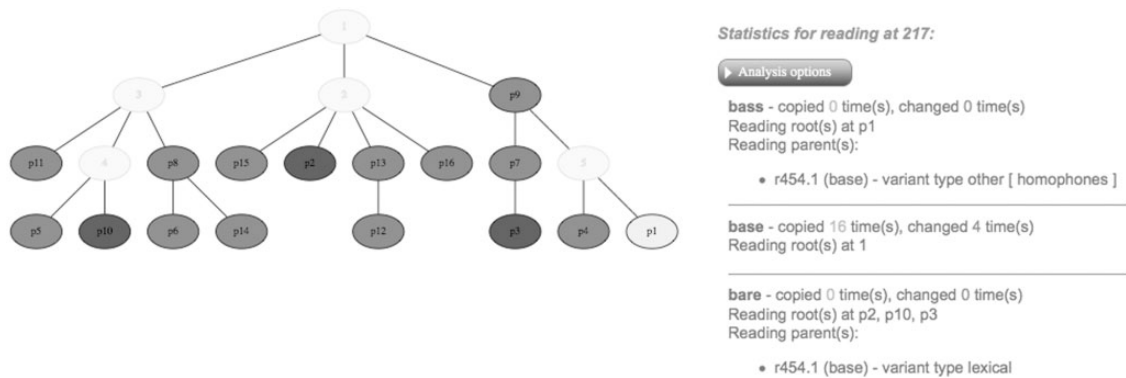 1
3
2
p9
p11
4
p8
p15
p2
p13
p16
p7
5
p5
p10
p6
p14
p12
p3
p4
p1
Statistics for reading at 217:
Analysis options
bass - copied 0 time(s), changed 0 time(s)
Reading root(s) at p1
Reading parent(s):
• r454.1 (base) - variant type other [ homophones ]
base - copied 16 time(s), changed 4 time(s)
Reading root(s) at 1
bare - copied 0 time(s), changed 0 time(s)
Reading root(s) at p2, p10, p3
Reading parent(s):
• r454.1 (base) - variant type lexical